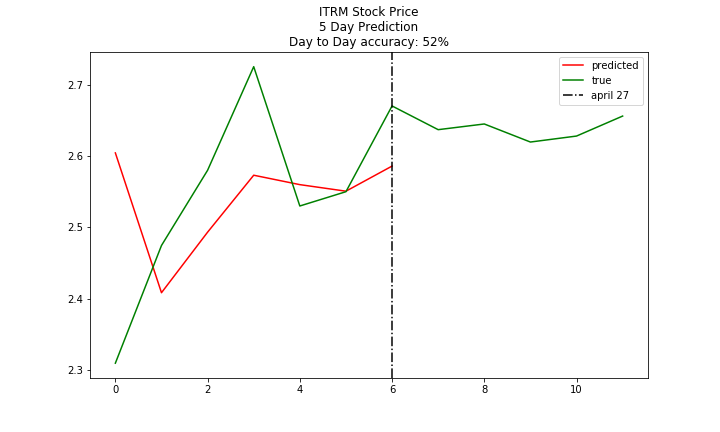 ITRM Stock Price
5 Day Prediction
Day to Day accuracy: 52%
predicted
true
april 27
2.7
2.6
2.5
2.4
2.3
0 2 4 6 8 10